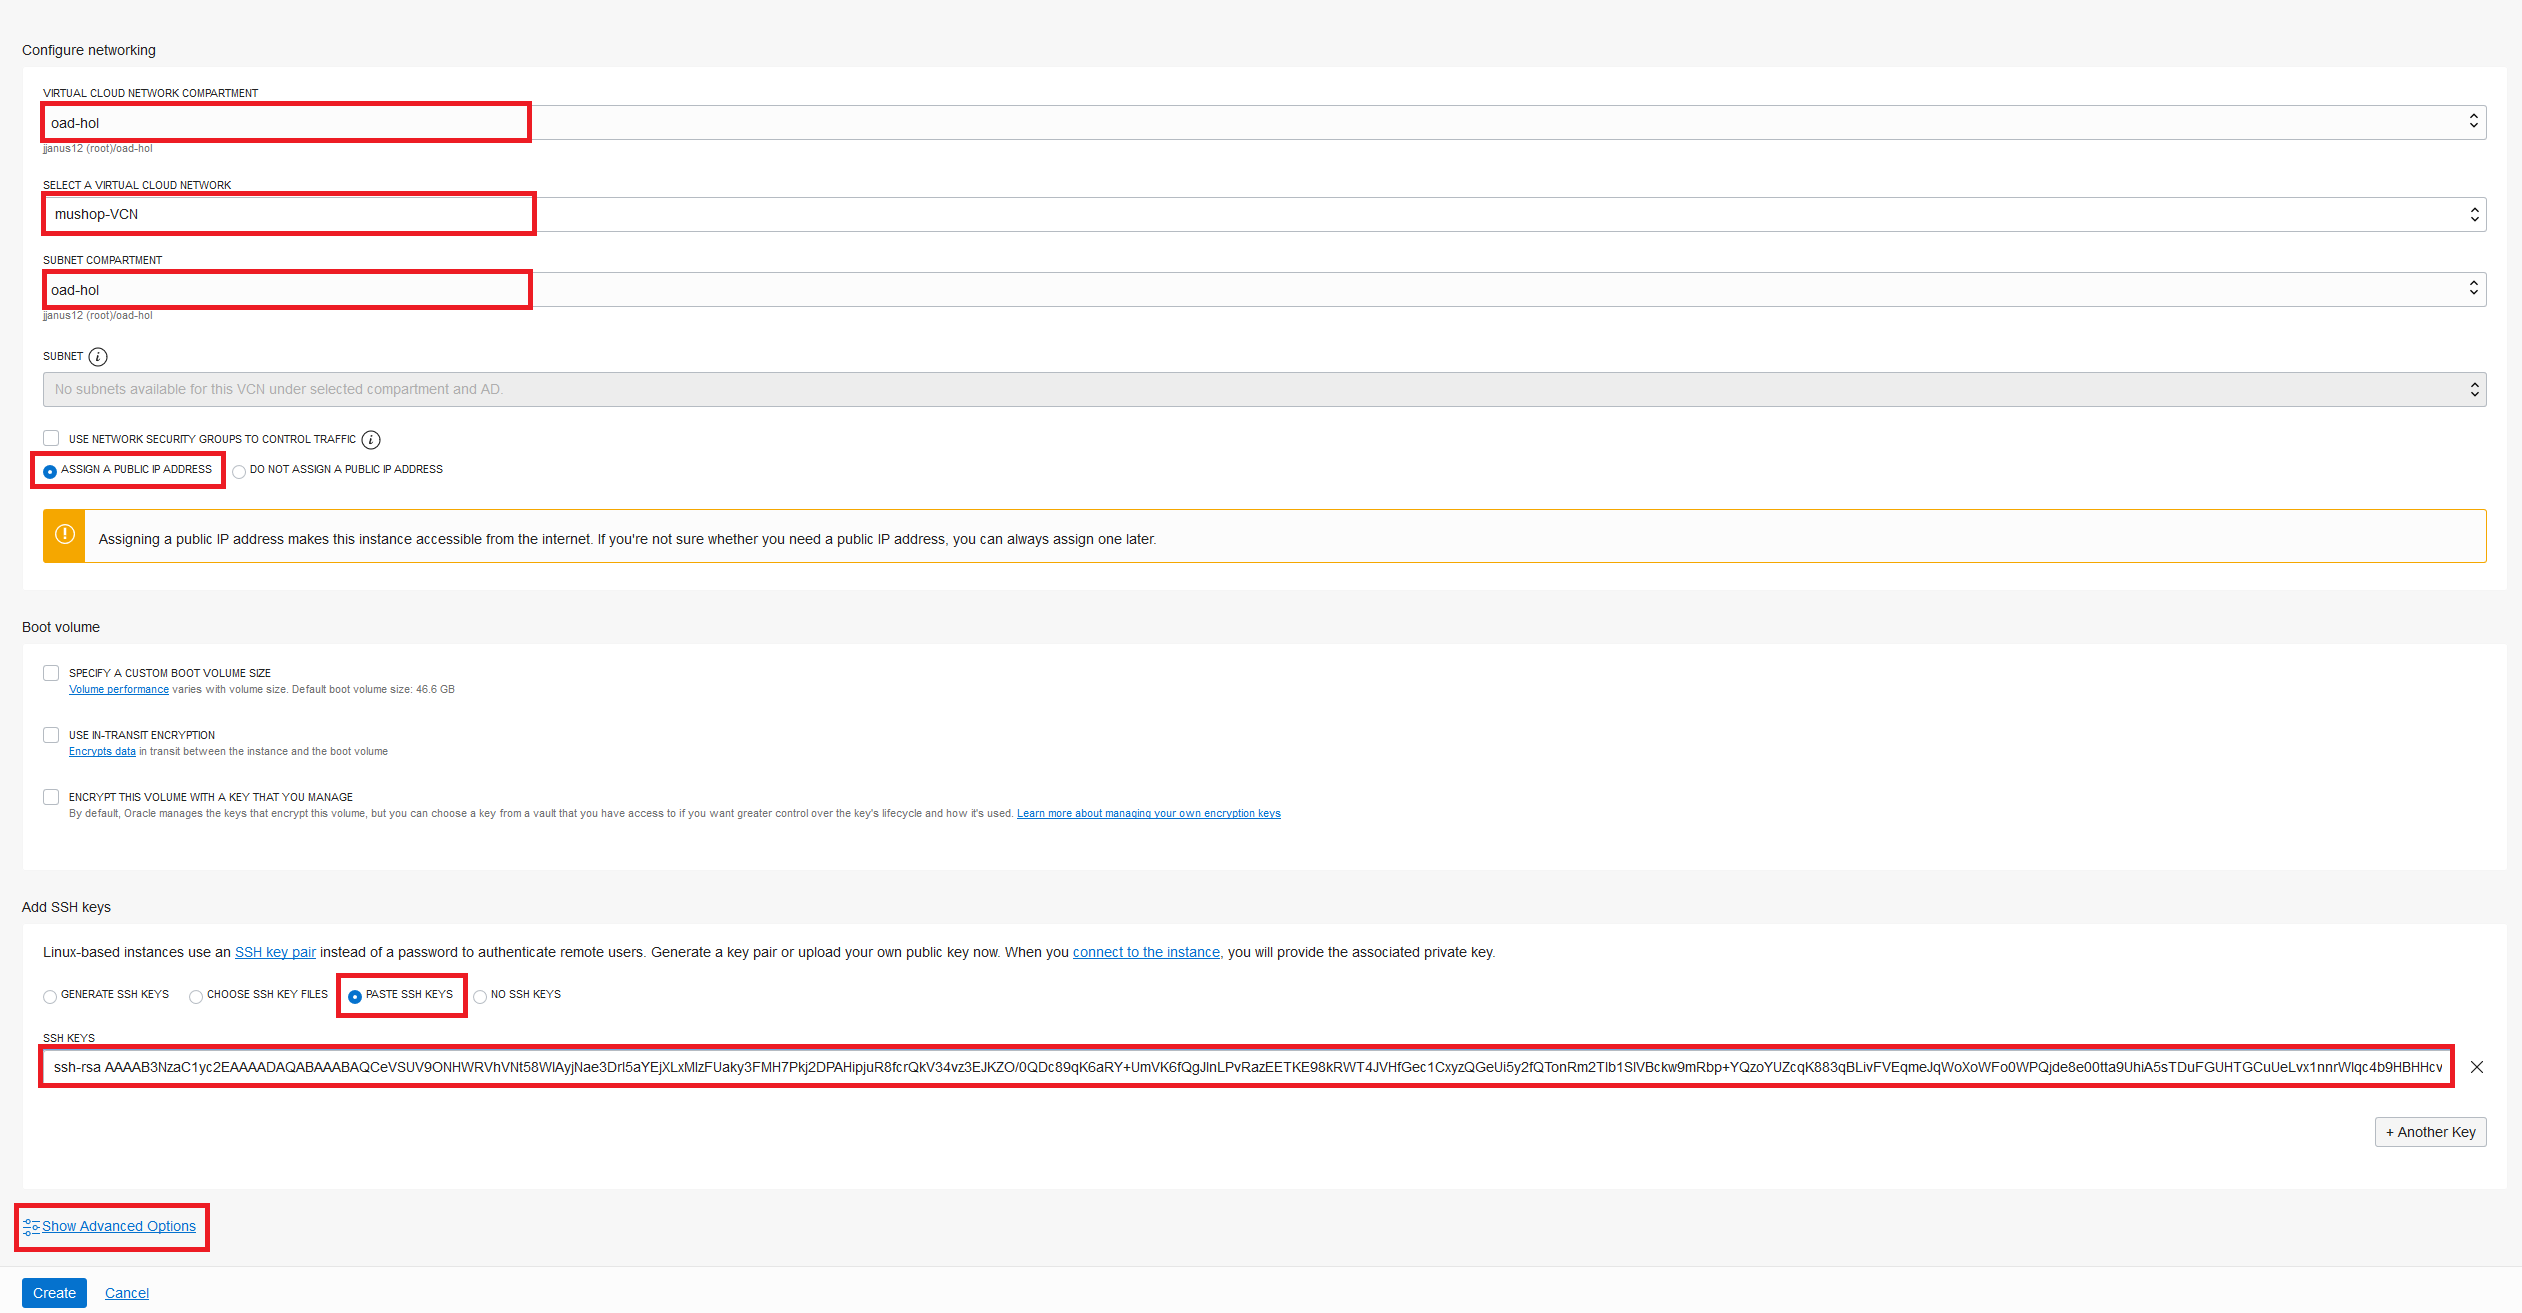 Configure networking
VIRTUAL CLOUD NETWORK COMPARTMENT
oad-hol
jjanus12 (root)/oad-hol
SELECT A VIRTUAL CLOUD NETWORK
mushop-VCN
SUBNET COMPARTMENT
oad-hol
jjanus12 (root)/oad-hol
SUBNET
No subnets available for this VCN under selected compartment and AD.
USE NETWORK SECURITY GROUPS TO CONTROL TRAFFIC
ASSIGN A PUBLIC IP ADDRESS DO NOT ASSIGN A PUBLIC IP ADDRESS
Assigning a public IP address makes this instance accessible from the internet. If you're not sure whether you need a public IP address, you can always assign one later.
Boot volume
SPECIFY A CUSTOM BOOT VOLUME SIZE
Volume performance varies with volume size. Default boot volume size: 46.6 GB
USE IN-TRANSIT ENCRYPTION
Encrypts data in transit between the instance and the boot volume
ENCRYPT THIS VOLUME WITH A KEY THAT YOU MANAGE
By default, Oracle manages the keys that encrypt this volume, but you can choose a key from a vault that you have access to if you want greater control over the key's lifecycle and how it's used. Learn more about managing your own encryption keys
Add SSH keys
Linux-based instances use an SSH key pair instead of a password to authenticate remote users. Generate a key pair or upload your own public key now. When you connect to the instance, you will provide the associated private key.
GENERATE SSH KEYS CHOOSE SSH KEY FILES PASTE SSH KEYS NO SSH KEYS
SSH KEYS
ssh-rsa
+ Another Key
Show Advanced Options
Create Cancel